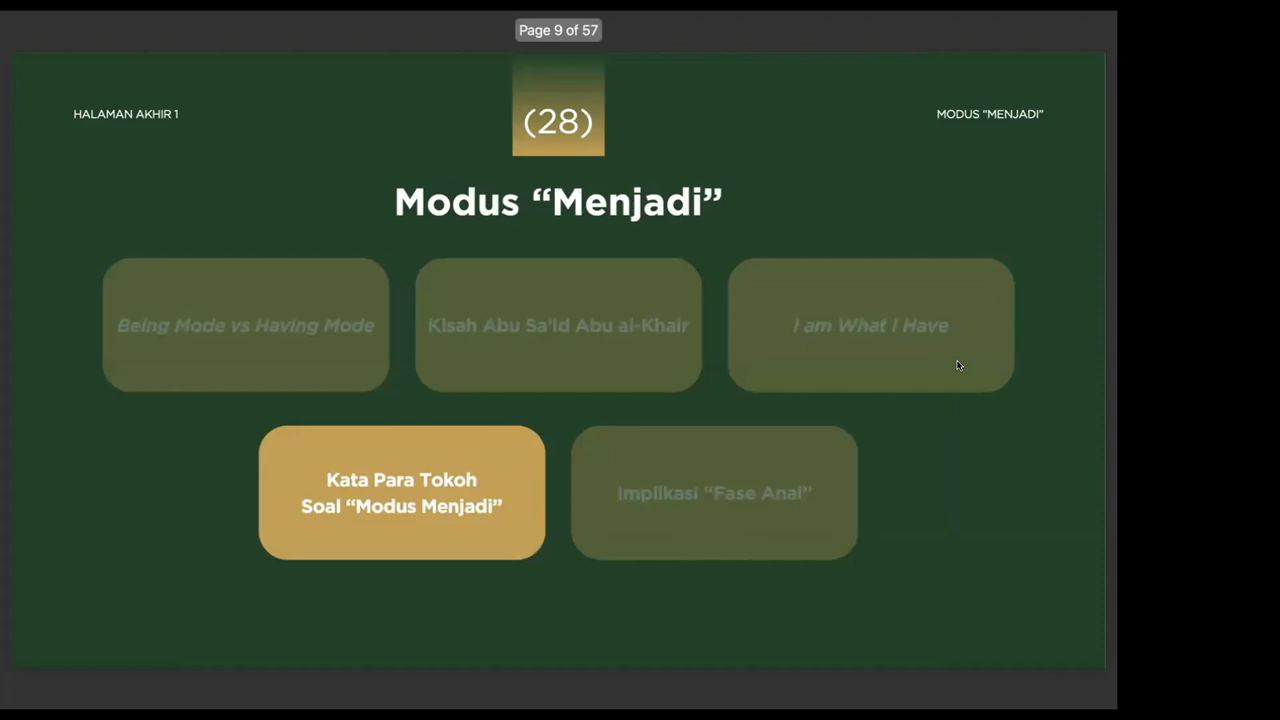 Page 9 of 57
HALAMAN AKHIR 1
(28)
MODUS “MENJADI”
Modus “Menjadi”
Being Mode vs Having Mode
Kisah Abu Sa'id Abu al-Khair
I am What I Have
Kata Para Tokoh
Soal “Modus Menjadi”
Implikasi “Fase Anal”